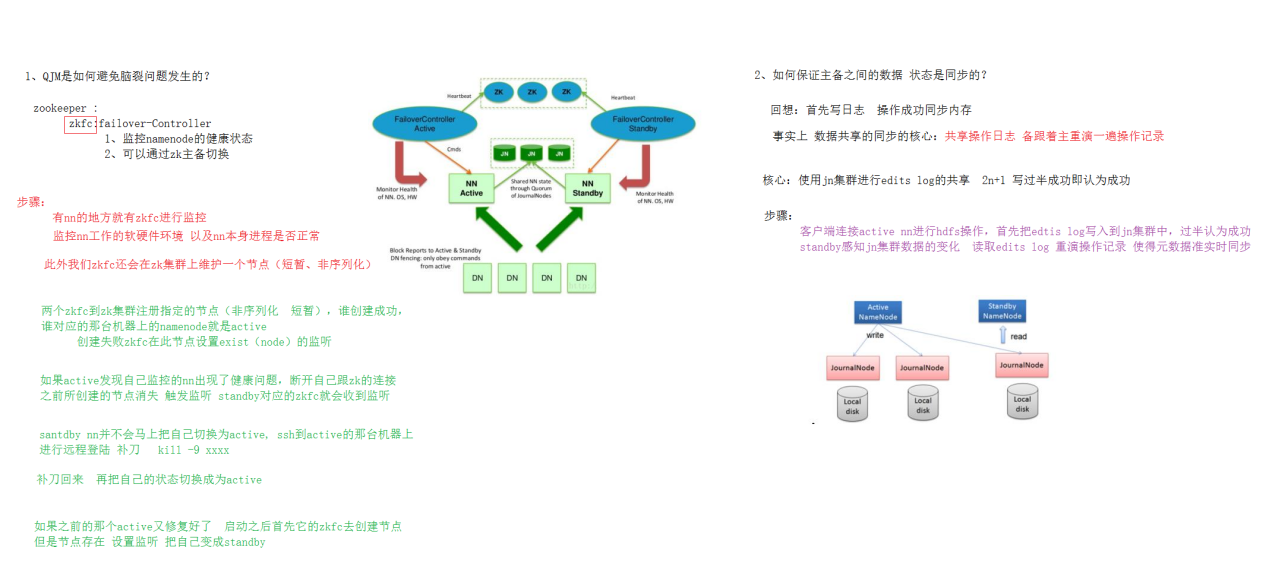 1、QJM是如何避免脑裂问题发生的？
zookeeper :
zkfc:failover-Controller
1、监控namenode的健康状态
2、可以通过zk主备切换
步骤：
有nn的地方就有zkfc进行监控
监控nn工作的软硬件环境 以及nn本身进程是否正常
此外我们zkfc还会在zk集群上维护一个节点（短暂、非序列化）
两个zkfc到zk集群注册指定的节点（非序列化 短暂），谁创建成功，
谁对应的那台机器上的namenode就是active
创建失败zkfc在此节点设置exist（node）的监听
如果active发现自己监控的nn出现了健康问题，断开自己跟zk的连接
之前所创建的节点消失 触发监听 standby对应的zkfc就会收到监听
santdby nn并不会马上把自己切换为active, ssh到active的那台机器上
进行远程登陆 补刀 kill -9 xxxx
补刀回来 再把自己的状态切换成为active
如果之前的那个active又修复好了 启动之后首先它的zkfc去创建节点
但是节点存在 设置监听 把自己变成standby
ZK
ZK
ZK
Heartbeat
Heartbeat
FailoverController
Active
FailoverController
Standby
Cmds
JN
JN
JN
Monitor Health
of NN. OS, HW
NN
Active
Shared NN state
through Quorum
of JournalNodes
NN
Standby
Monitor Health
of NN. OS, HW
Block Reports to Active & Standby
DN fencing: only obey commands
from active
DN
DN
DN
DN
2、如何保证主备之间的数据 状态是同步的？
回想：首先写日志 操作成功同步内存
事实上 数据共享的同步的核心：共享操作日志 备跟着主重演一遍操作记录
核心：使用jn集群进行edits log的共享 2n+1 写过半成功即认为成功
步骤：
客户端连接active nn进行hdfs操作，首先把edtis log写入到jn集群中，过半认为成功
standby感知jn集群数据的变化 读取edits log 重演操作记录 使得元数据准实时同步
Active
NameNode
Standby
NameNode
write
read
JournalNode
JournalNode
JournalNode
Local
disk
Local
disk
Local
disk